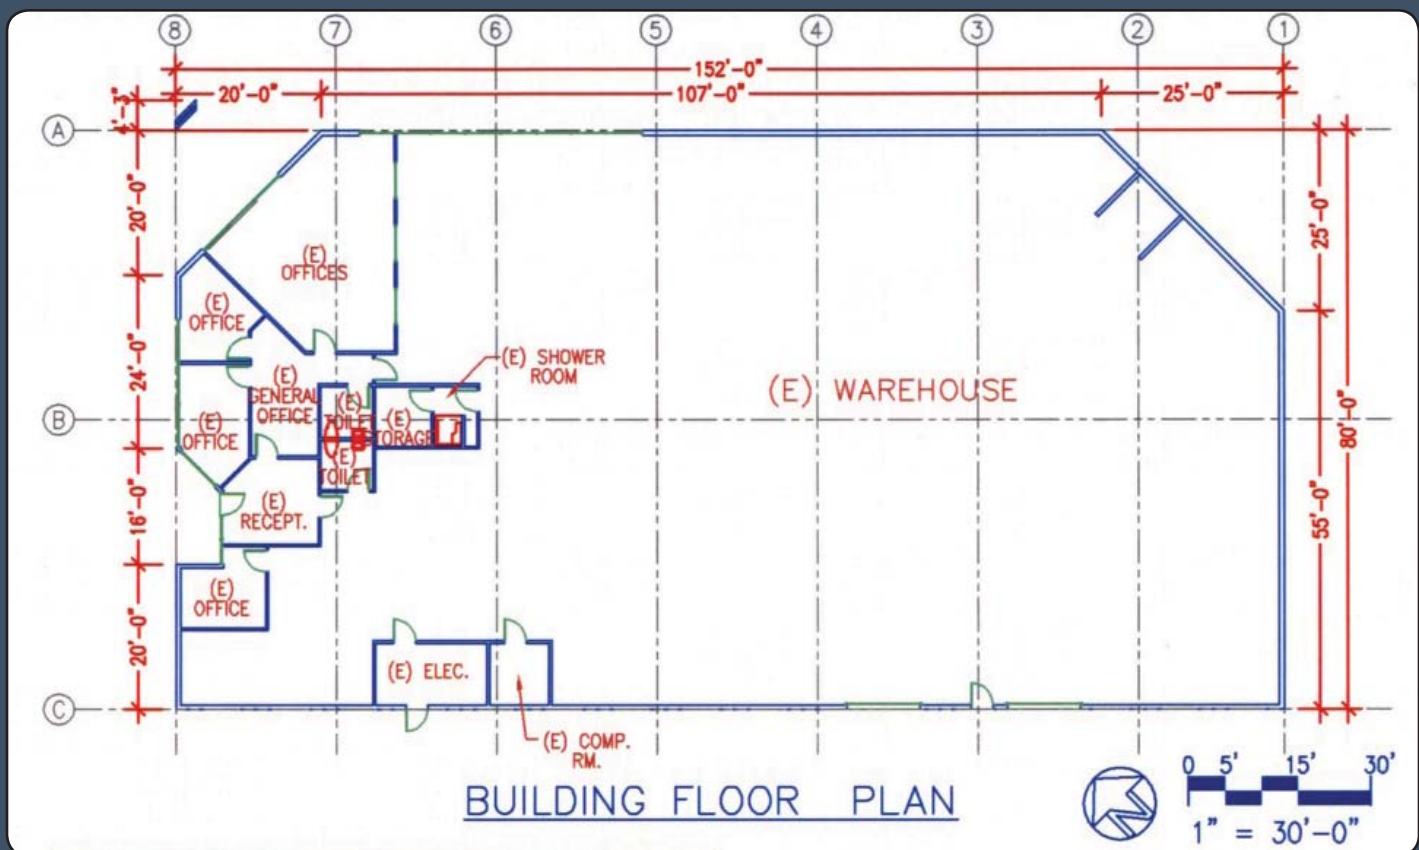 8 7 6 5 4 3 2 1
152'-0"
20'-0" 107'-0" 25'-0"
4'-3"
A
20'-0"
25'-0"
(E)
OFFICES
(E)
OFFICE
24'-0"
(E)
GENERAL
OFFICE
(E) SHOWER
ROOM
(E) WAREHOUSE
80'-0"
B
(E)
OFFICE
(E)
TOILET
(E)
STORAGE
(E)
TOILET
16'-0"
(E)
RECEPT.
55'-0"
(E)
OFFICE
20'-0"
(E) ELEC.
C
(E) COMP.
RM.
BUILDING FLOOR PLAN
0 5' 15' 30'
1" = 30'-0"